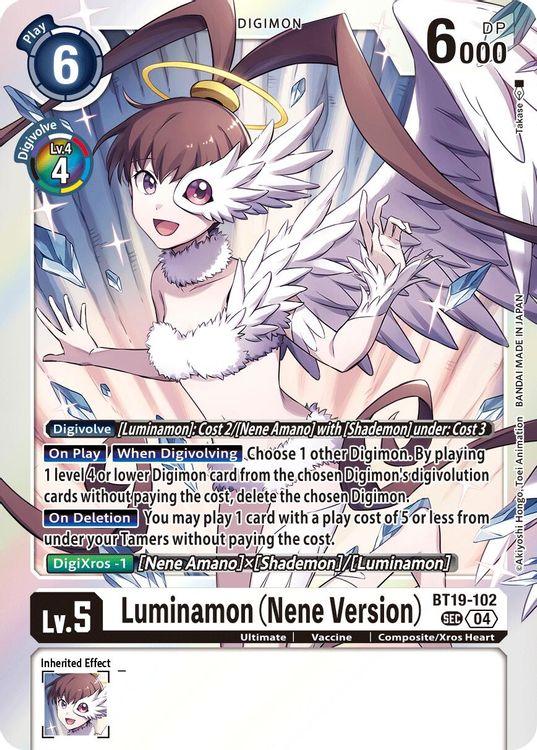 DIGIMON
Play
6
DP
6000
Digivolve
Lv.4
4
Takase
©Akiyoshi Hongo, Toei Animation BANDAI MADE IN JAPAN
Digivolve [Luminamon]: Cost 2/[Nene Amano] with [Shademon] under: Cost 3
On Play When Digivolving Choose 1 other Digimon. By playing
1 level 4 or lower Digimon card from the chosen Digimon's digivolution
cards without paying the cost, delete the chosen Digimon.
On Deletion You may play 1 card with a play cost of 5 or less from
under your Tamers without paying the cost.
DigiXros -1 [Nene Amano]×[Shademon]/[Luminamon]
Lv.5
Luminamon (Nene Version)
BT19-102
SEC 04
Ultimate | Vaccine | Composite/Xros Heart
Inherited Effect
–